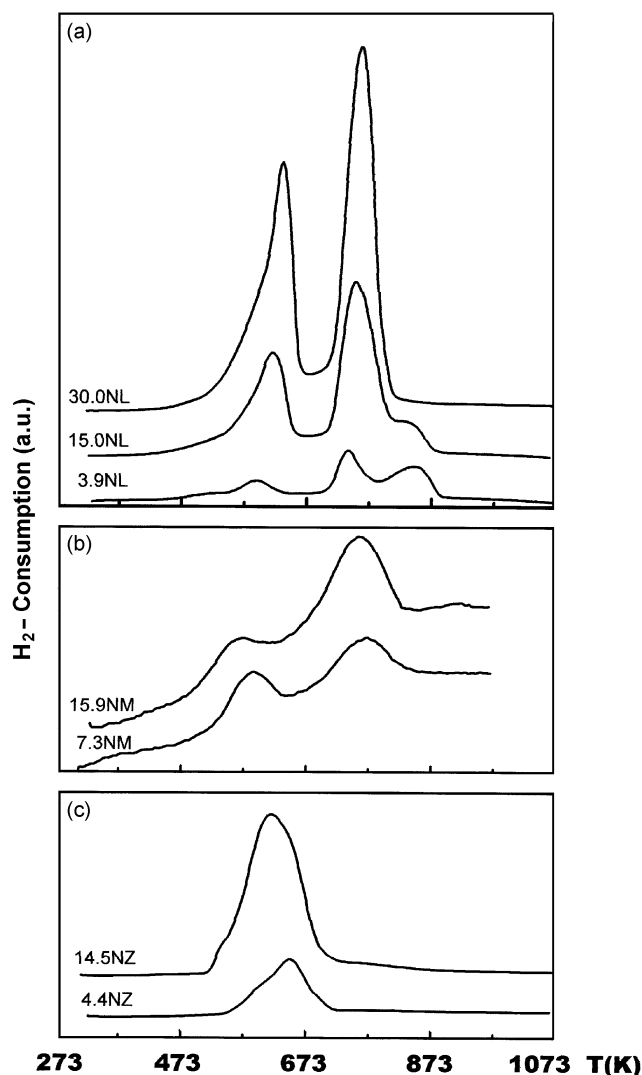 (a)
30.0NL
15.0NL
3.9NL
H2– Consumption (a.u.)
(b)
15.9NM
7.3NM
(c)
14.5NZ
4.4NZ
273 473 673 873 1073 T(K)